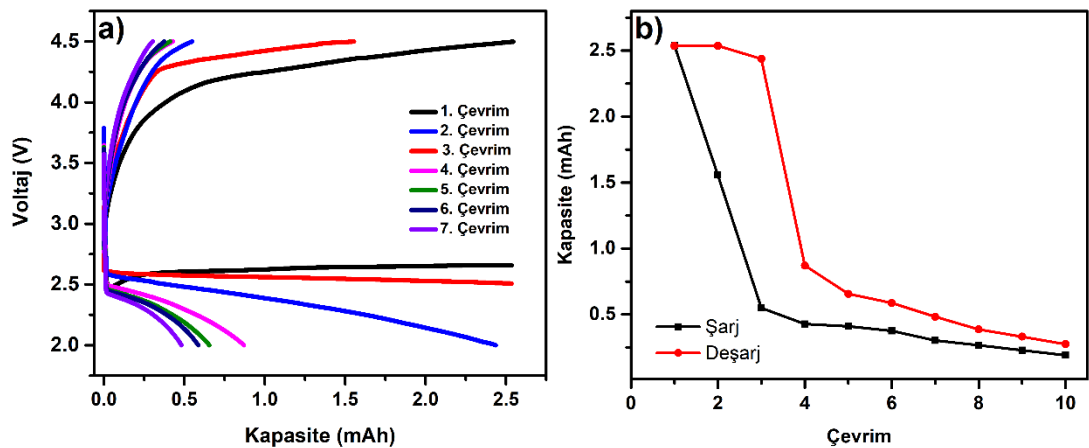 a)
4.5
4.0
3.5
3.0
2.5
2.0
Voltaj (V)
1. Çevrim
2. Çevrim
3. Çevrim
4. Çevrim
5. Çevrim
6. Çevrim
7. Çevrim
0.0 0.5 1.0 1.5 2.0 2.5
Kapasite (mAh)
b)
2.5
2.0
1.5
1.0
0.5
Kapasite (mAh)
Şarj
Deşarj
0 2 4 6 8 10
Çevrim